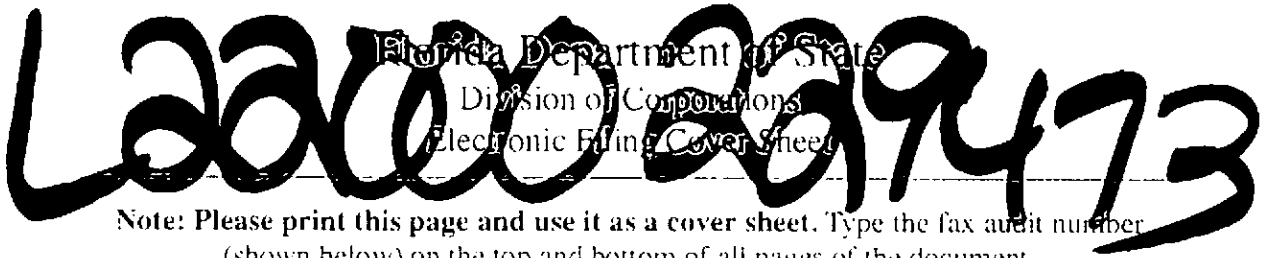 L22000229473
Florida Department of State
Division of Corporations
Electronic Filing Cover Sheet
Note: Please print this page and use it as a cover sheet. Type the fax audit number
(shown below) on the top and bottom of all pages of the document.